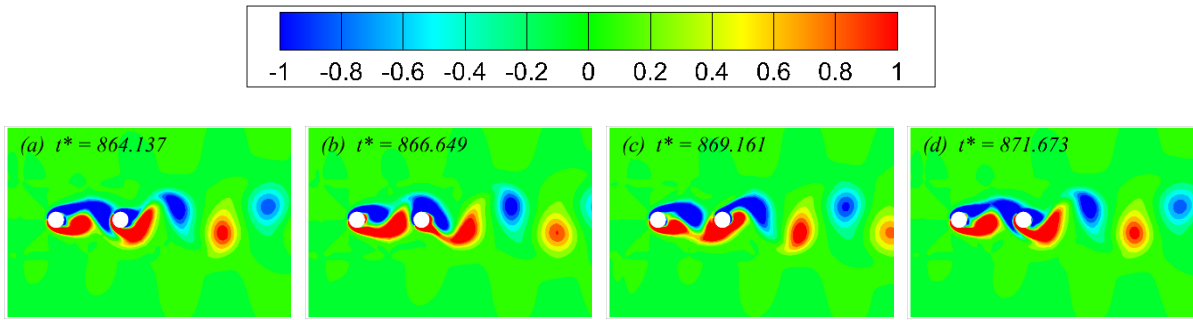 -1 -0.8 -0.6 -0.4 -0.2 0 0.2 0.4 0.6 0.8 1
(a) t* = 864.137
(b) t* = 866.649
(c) t* = 869.161
(d) t* = 871.673